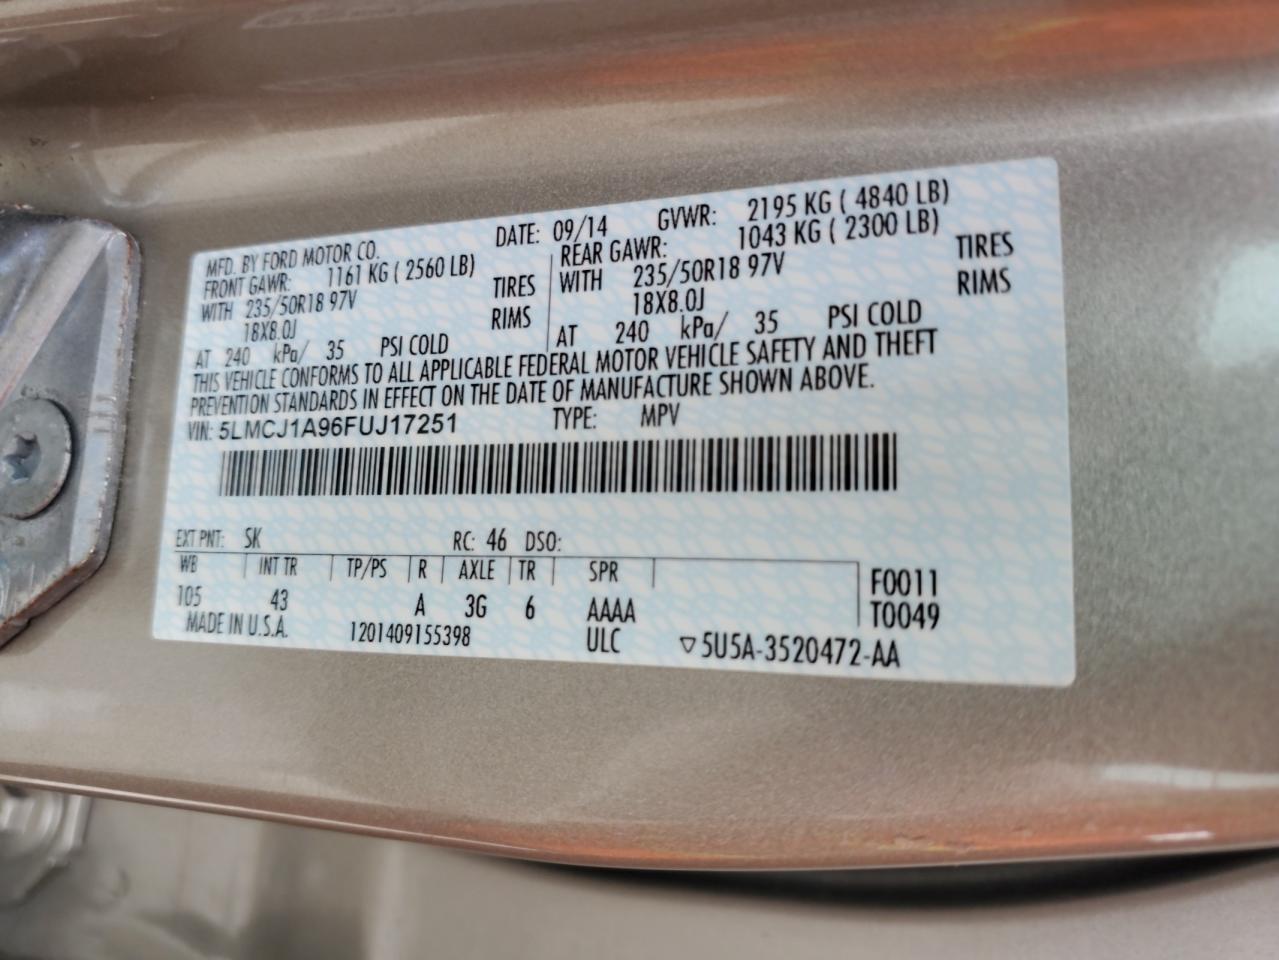 MFD. BY FORD MOTOR CO. DATE: 09/14 GVWR: 2195 KG ( 4840 LB)
FRONT GAWR: 1161 KG ( 2560 LB) REAR GAWR: 1043 KG ( 2300 LB)
WITH 235/50R18 97V TIRES WITH 235/50R18 97V TIRES
18X8.0J RIMS 18X8.0J RIMS
AT 240 kPa/ 35 PSI COLD AT 240 kPa/ 35 PSI COLD
THIS VEHICLE CONFORMS TO ALL APPLICABLE FEDERAL MOTOR VEHICLE SAFETY AND THEFT
PREVENTION STANDARDS IN EFFECT ON THE DATE OF MANUFACTURE SHOWN ABOVE.
VIN: 5LMCJ1A96FUJ17251 TYPE: MPV
EXT PNT: SK RC: 46 DSO:
WB INT TR TP/PS R AXLE TR SPR
105 43 A 3G 6 AAAA
F0011
T0049
MADE IN U.S.A. 1201409155398 ULC ▽5U5A-3520472-AA